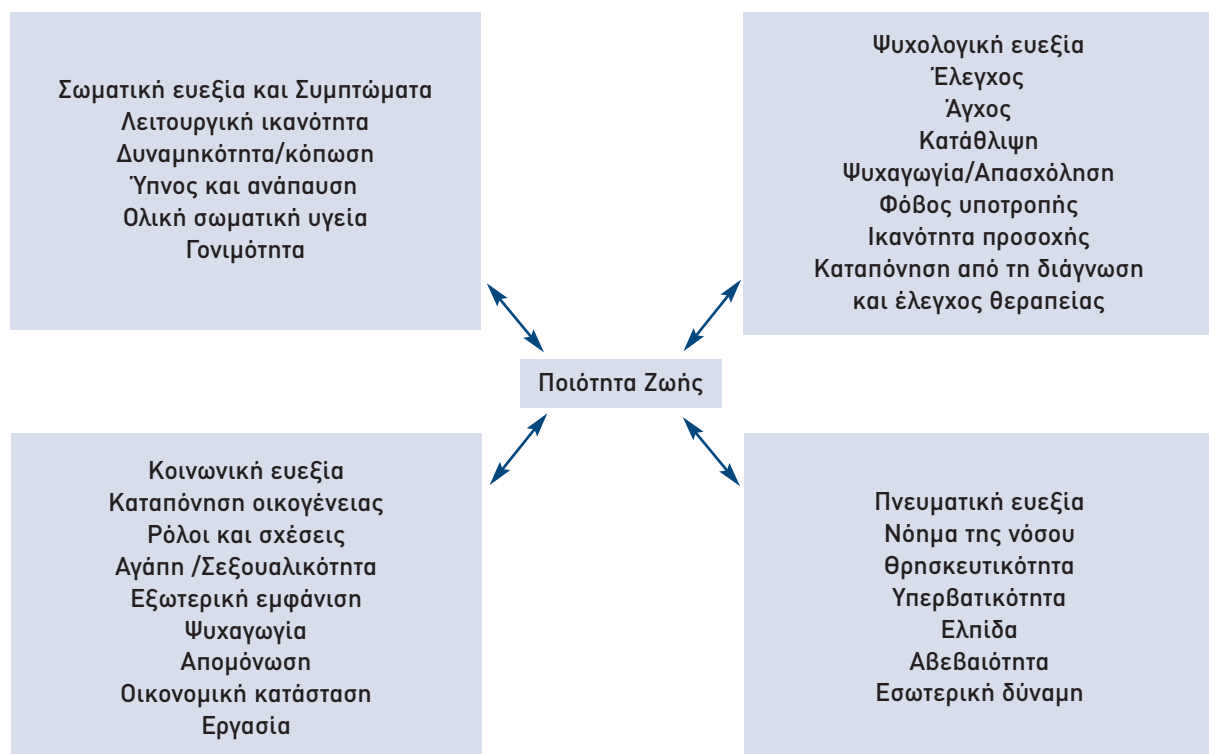 Σωματική ευεξία και Συμπτώματα
Λειτουργική ικανότητα
Δυναμηκότητα/κόπωση
Ύπνος και ανάπαυση
Ολική σωματική υγεία
Γονιμότητα
Ψυχολογική ευεξία
Έλεγχος
Άγχος
Κατάθλιψη
Ψυχαγωγία/Απασχόληση
Φόβος υποτροπής
Ικανότητα προσοχής
Καταπόνηση από τη διάγνωση
και έλεγχος θεραπείας
Ποιότητα Ζωής
Κοινωνική ευεξία
Καταπόνηση οικογένειας
Ρόλοι και σχέσεις
Αγάπη /Σεξουαλικότητα
Εξωτερική εμφάνιση
Ψυχαγωγία
Απομόνωση
Οικονομική κατάσταση
Εργασία
Πνευματική ευεξία
Νόημα της νόσου
Θρησκευτικότητα
Υπερβατικότητα
Ελπίδα
Αβεβαιότητα
Εσωτερική δύναμη